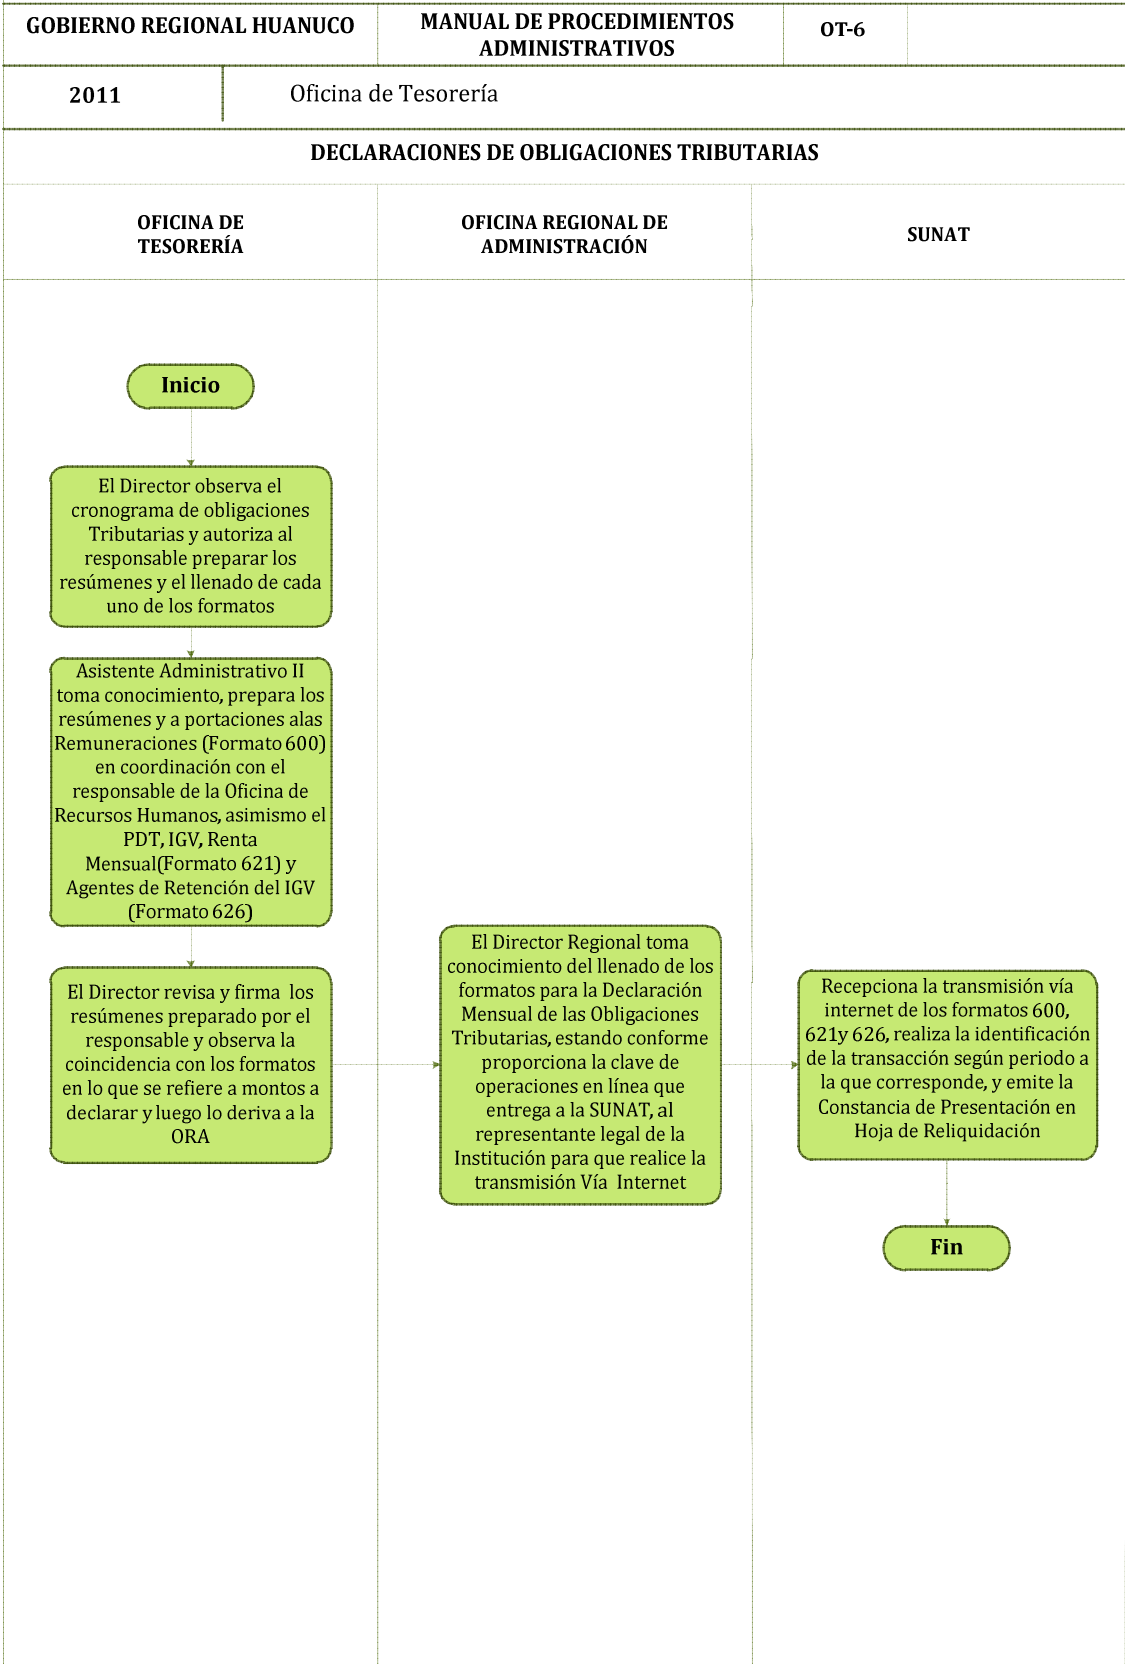 GOBIERNO REGIONAL HUANUCO
MANUAL DE PROCEDIMIENTOS
ADMINISTRATIVOS
OT-6
2011
Oficina de Tesorería
DECLARACIONES DE OBLIGACIONES TRIBUTARIAS
OFICINA DE
TESORERÍA
OFICINA REGIONAL DE
ADMINISTRACIÓN
SUNAT
Inicio
El Director observa el
cronograma de obligaciones
Tributarias y autoriza al
responsable preparar los
resúmenes y el llenado de cada
uno de los formatos
Asistente Administrativo II
toma conocimiento, prepara los
resúmenes y a portaciones alas
Remuneraciones (Formato 600)
en coordinación con el
responsable de la Oficina de
Recursos Humanos, asimismo el
PDT, IGV, Renta
Mensual(Formato 621) y
Agentes de Retención del IGV
(Formato 626)
El Director revisa y firma los
resúmenes preparado por el
responsable y observa la
coincidencia con los formatos
en lo que se refiere a montos a
declarar y luego lo deriva a la
ORA
El Director Regional toma
conocimiento del llenado de los
formatos para la Declaración
Mensual de las Obligaciones
Tributarias, estando conforme
proporciona la clave de
operaciones en línea que
entrega a la SUNAT, al
representante legal de la
Institución para que realice la
transmisión Vía Internet
Recepciona la transmisión vía
internet de los formatos 600,
621y 626, realiza la identificación
de la transacción según periodo a
la que corresponde, y emite la
Constancia de Presentación en
Hoja de Reliquidación
Fin